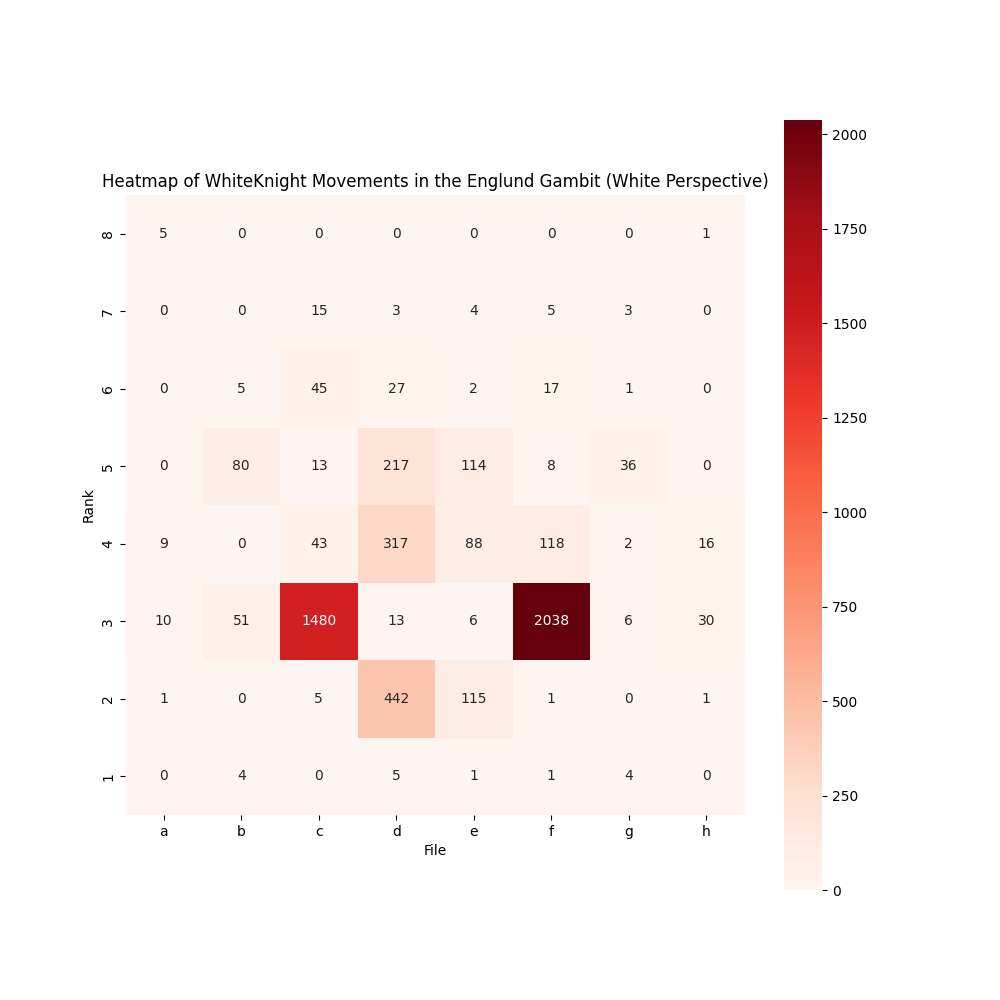 Heatmap of WhiteKnight Movements in the Englund Gambit (White Perspective)
8 5 0 0 0 0 0 0 1
7 0 0 15 3 4 5 3 0
6 0 5 45 27 2 17 1 0
5 0 80 13 217 114 8 36 0
4 9 0 43 317 88 118 2 16
3 10 51 1480 13 6 2038 6 30
2 1 0 5 442 115 1 0 1
1 0 4 0 5 1 1 4 0
a b c d e f g h
File
Rank
2000
1750
1500
1250
1000
750
500
250
0